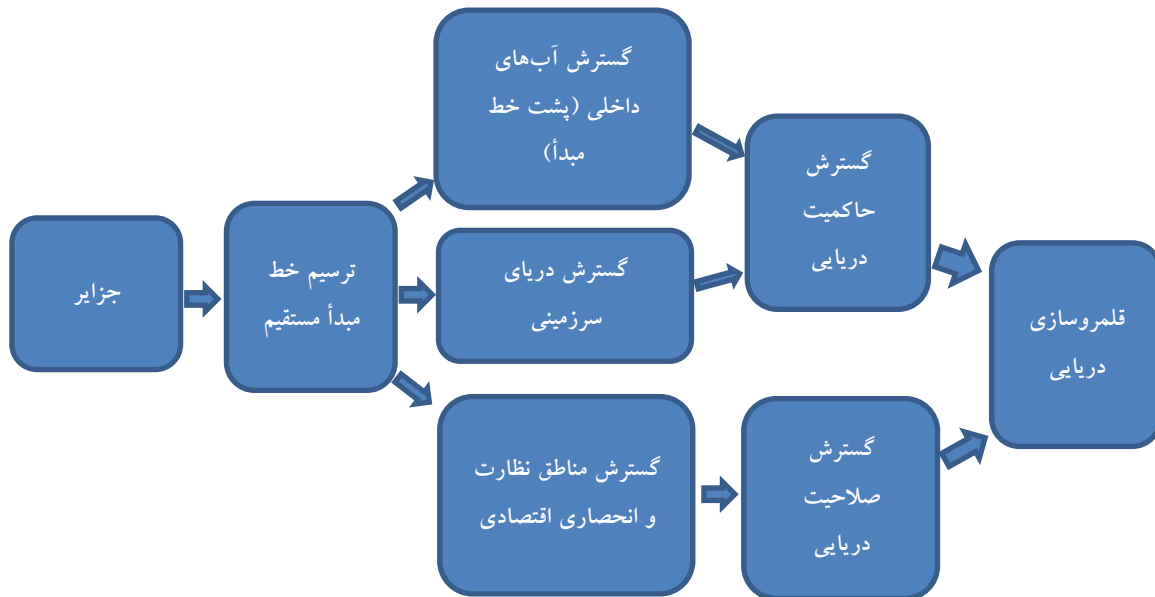 جزایر
ترسیم خط
مبدأ مستقیم
گسترش آب‌های
داخلی (پشت خط
مبدأ)
گسترش دریای
سرزمینی
گسترش مناطق نظارت
و انحصاری اقتصادی
گسترش
حاکمیت
دریایی
گسترش
صلاحیت
دریایی
قلمروسازی
دریایی